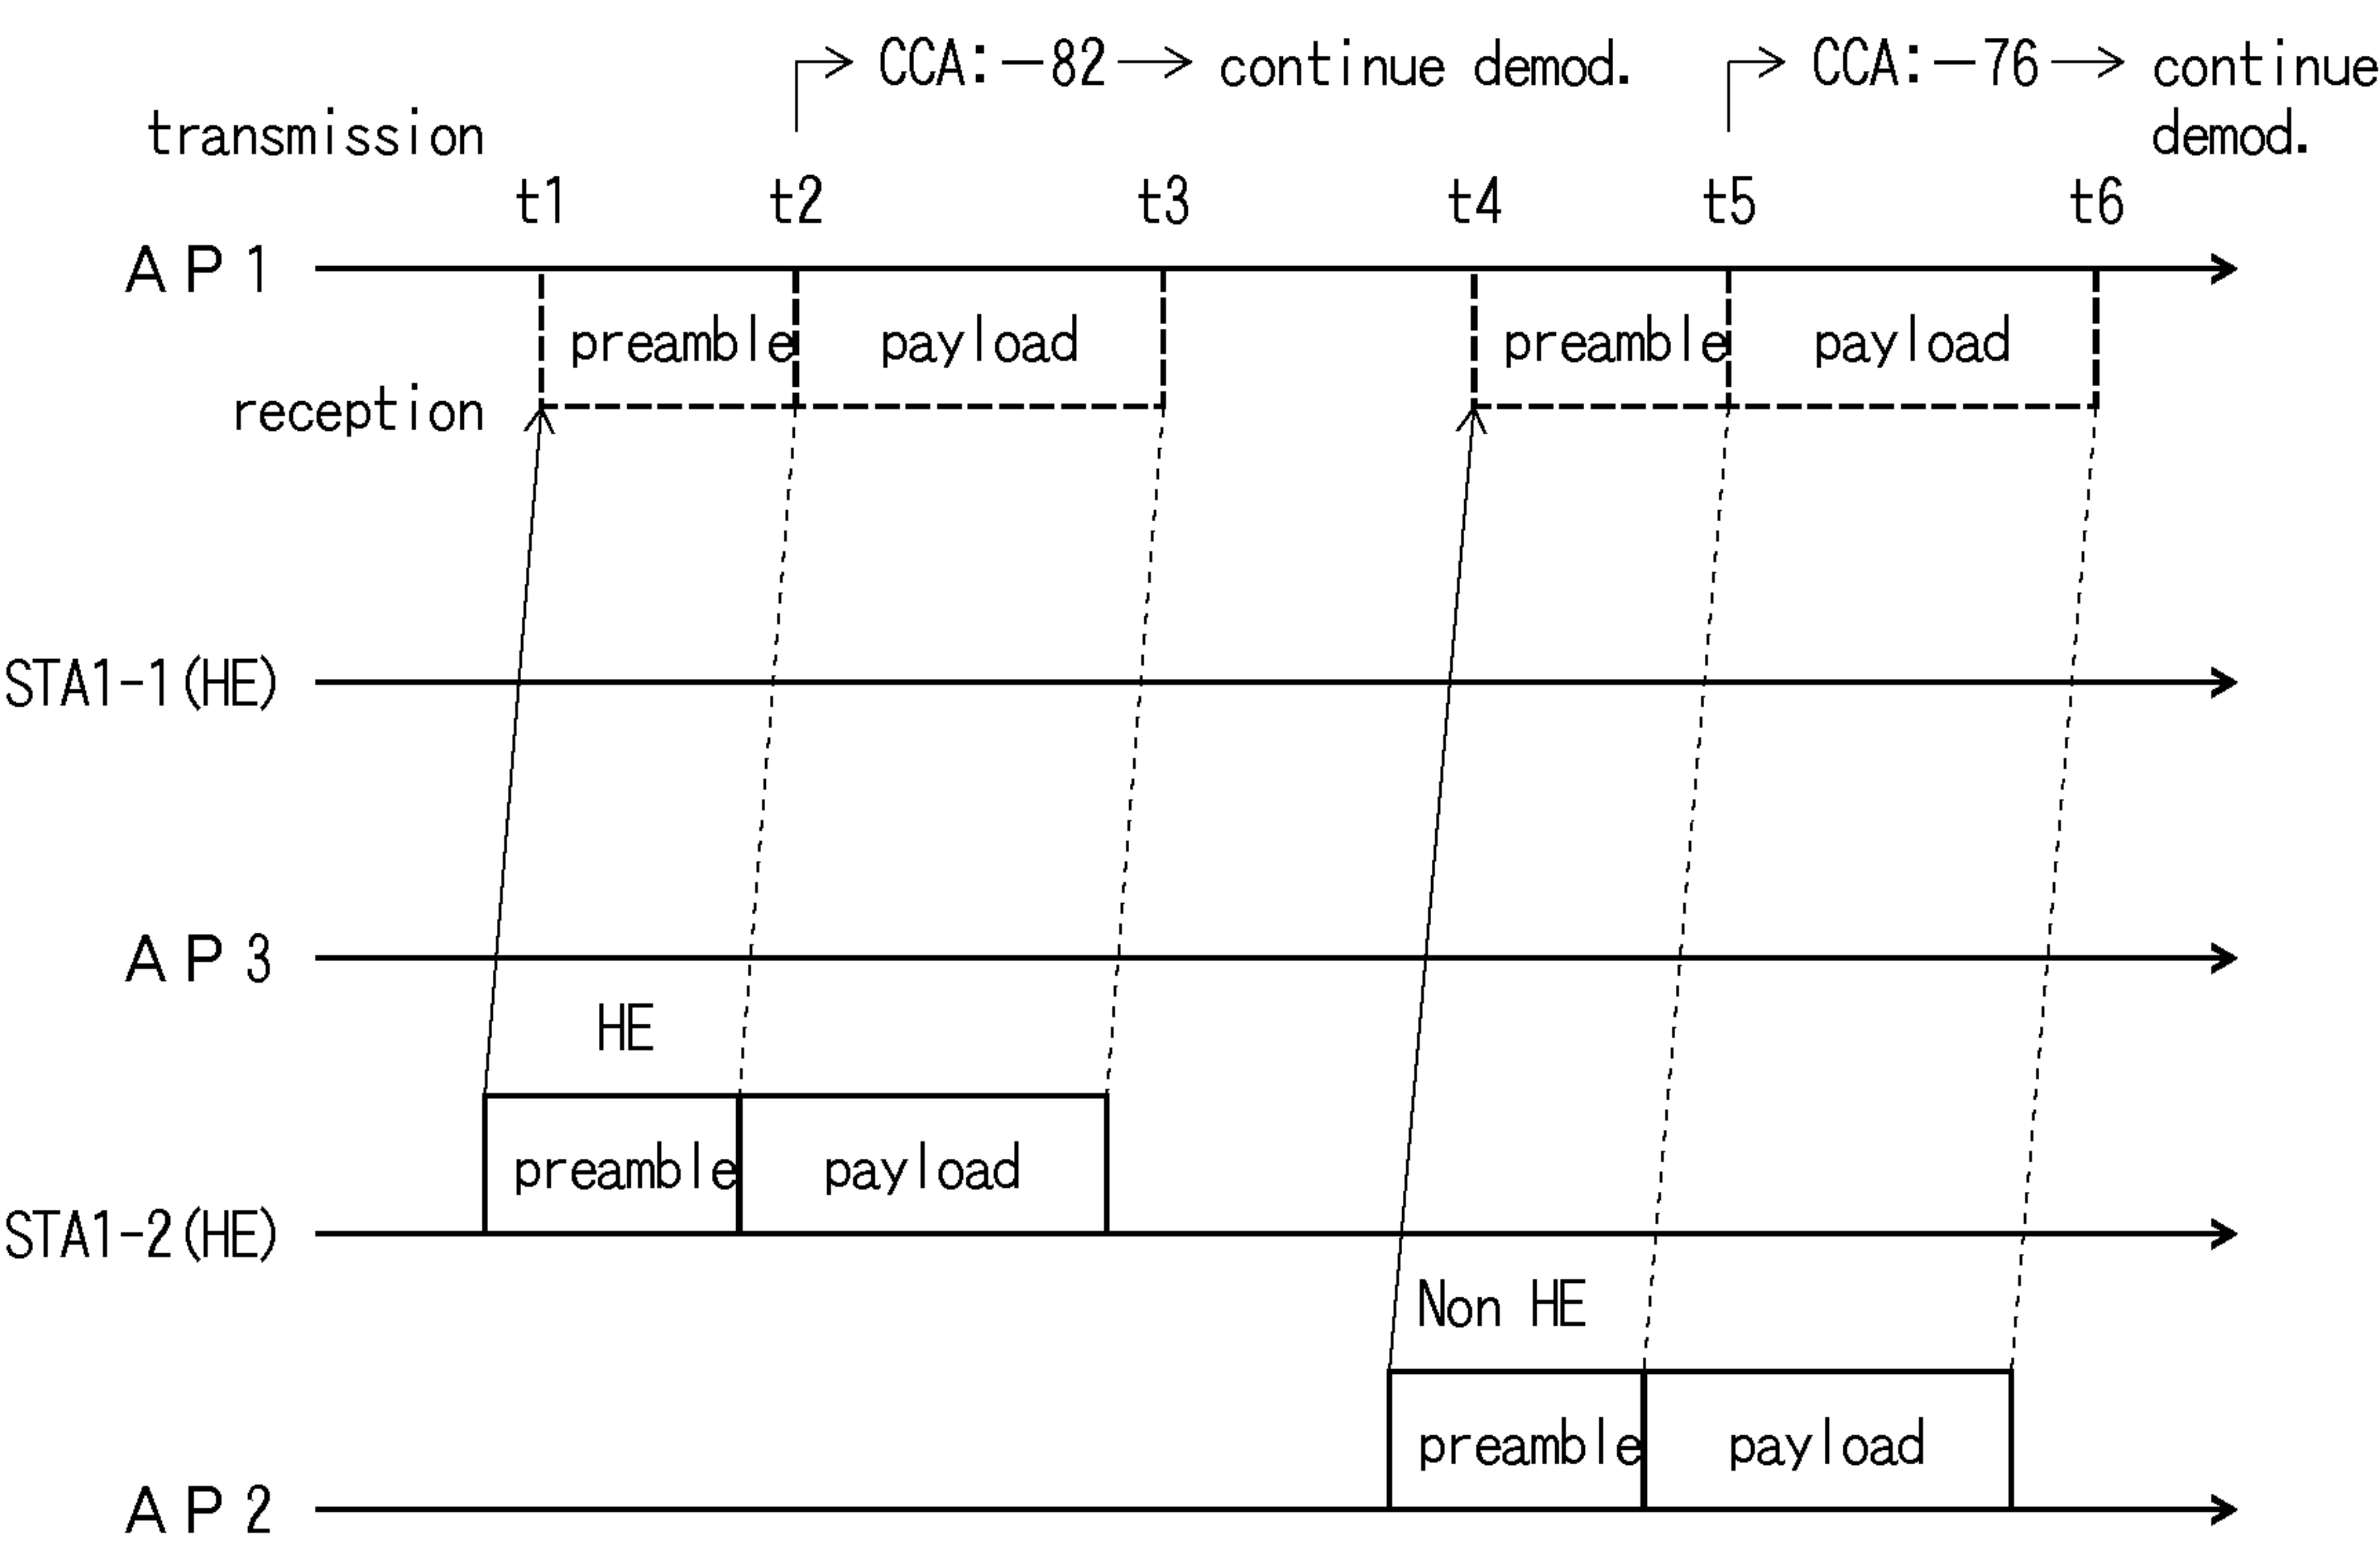 CCA:−82 continue demod. CCA:−76 continue
transmission demod.
t1 t2 t3 t4 t5 t6
AP1
preamble payload preamble payload
reception
STA1-1(HE)
AP3
HE
preamble payload
STA1-2(HE)
Non HE
preamble payload
AP2